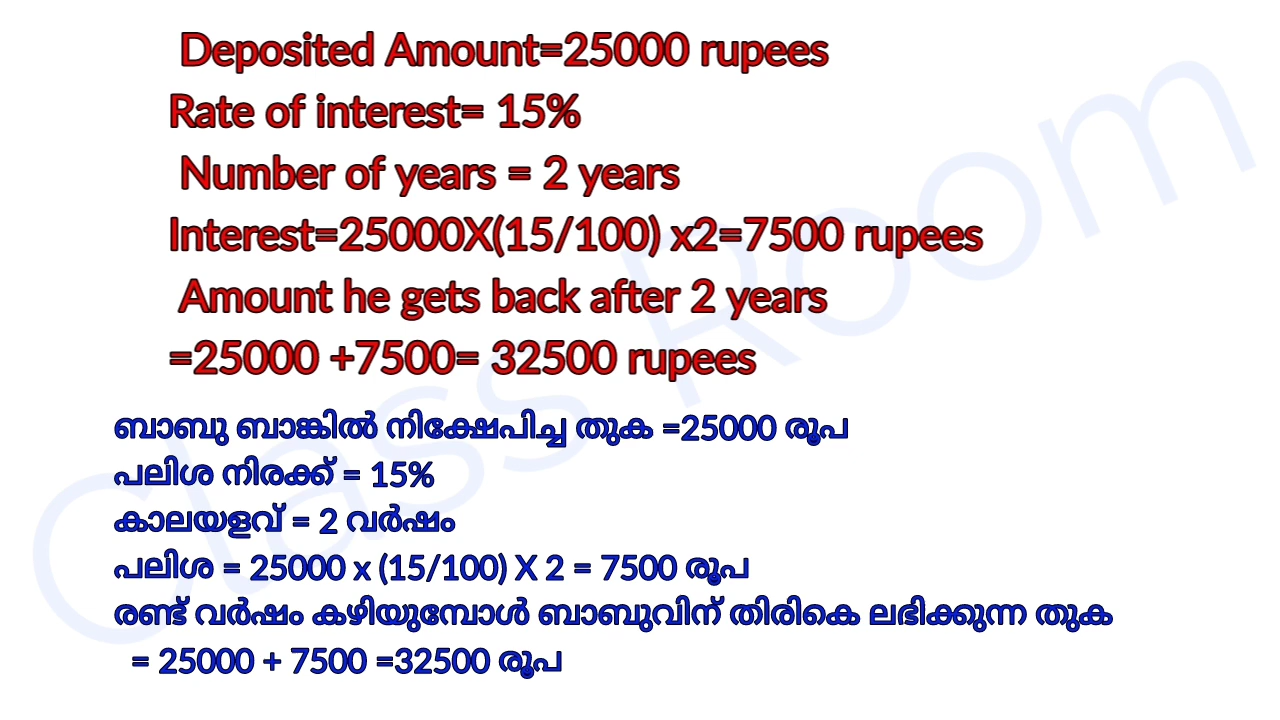 Deposited Amount=25000 rupees
Rate of interest= 15%
Number of years = 2 years
Interest=25000X(15/100) x2=7500 rupees
Amount he gets back after 2 years
=25000 +7500= 32500 rupees
ബാബു ബാങ്കിൽ നിക്ഷേപിച്ച തുക =25000 രൂപ
പലിശ നിരക്ക് = 15%
കാലയളവ് = 2 വർഷം
പലിശ = 25000 x (15/100) X 2 = 7500 രൂപ
രണ്ട് വർഷം കഴിയുമ്പോൾ ബാബുവിന് തിരികെ ലഭിക്കുന്ന തുക
= 25000 + 7500 =32500 രൂപ
Class Room